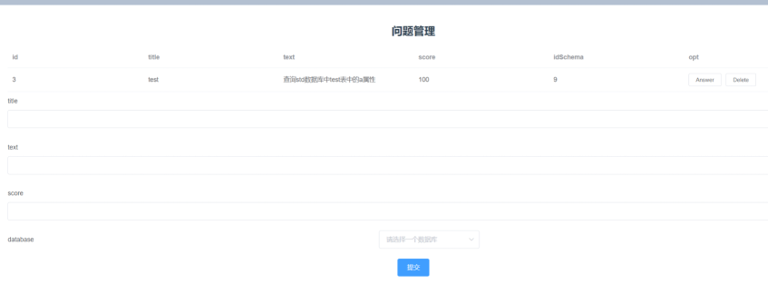 问题管理
id title text score idSchema opt
3 test 查询std数据库中test表中的a属性 100 9 Answer Delete
title
text
score
database 请选择一个数据库
提交